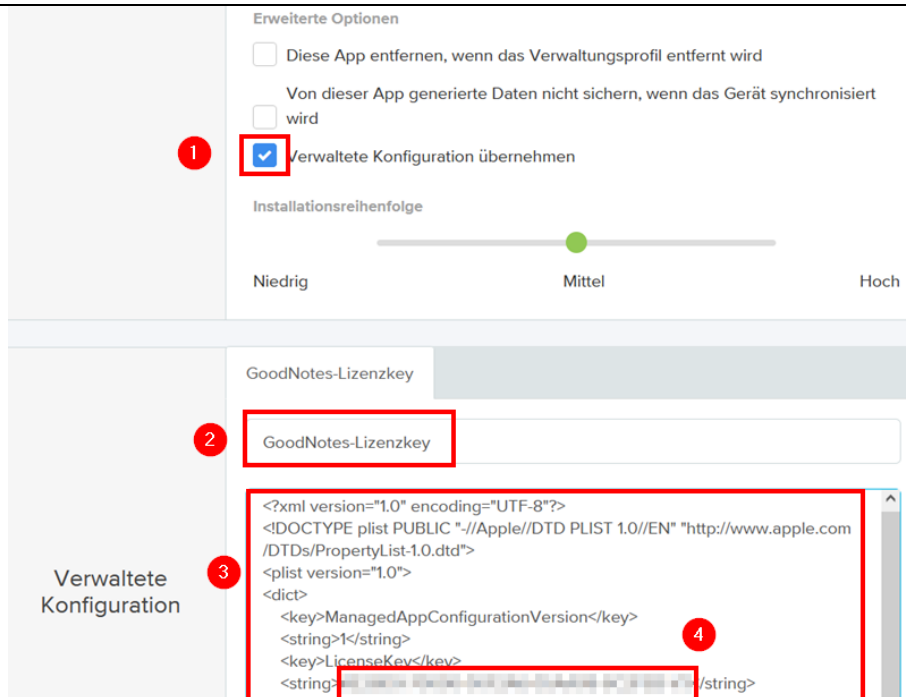 Erweiterte Optionen
Diese App entfernen, wenn das Verwaltungsprofil entfernt wird
Von dieser App generierte Daten nicht sichern, wenn das Gerät synchronisiert
wird
1
Verwaltete Konfiguration übernehmen
Installationsreihenfolge
Niedrig Mittel Hoch
GoodNotes-Lizenzkey
2
GoodNotes-Lizenzkey
Verwaltete
Konfiguration
3
<?xml version="1.0" encoding="UTF-8"?>
<!DOCTYPE plist PUBLIC "-//Apple//DTD PLIST 1.0//EN" "http://www.apple.com
/DTDs/PropertyList-1.0.dtd">
<plist version="1.0">
<dict>
<key>ManagedAppConfigurationVersion</key>
<string>1</string>
4
<key>LicenseKey</key>
<string> /string>